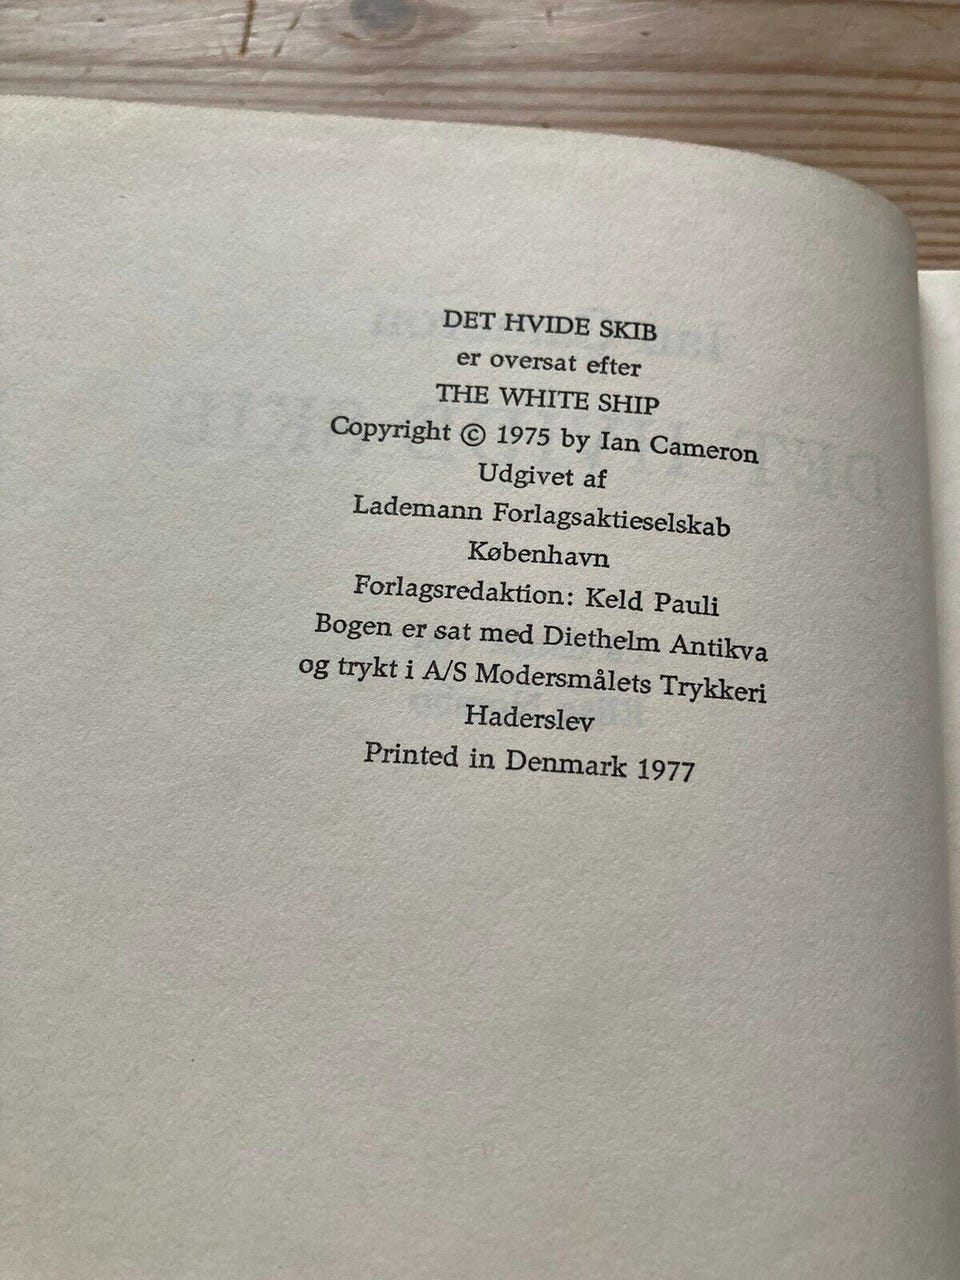 DET HVIDE SKIB
er oversat efter
THE WHITE SHIP
Copyright © 1975 by Ian Cameron
Udgivet af
Lademann Forlagsaktieselskab
København
Forlagsredaktion: Keld Pauli
Bogen er sat med Diethelm Antikva
og trykt i A/S Modersmålets Trykkeri
Haderslev
Printed in Denmark 1977